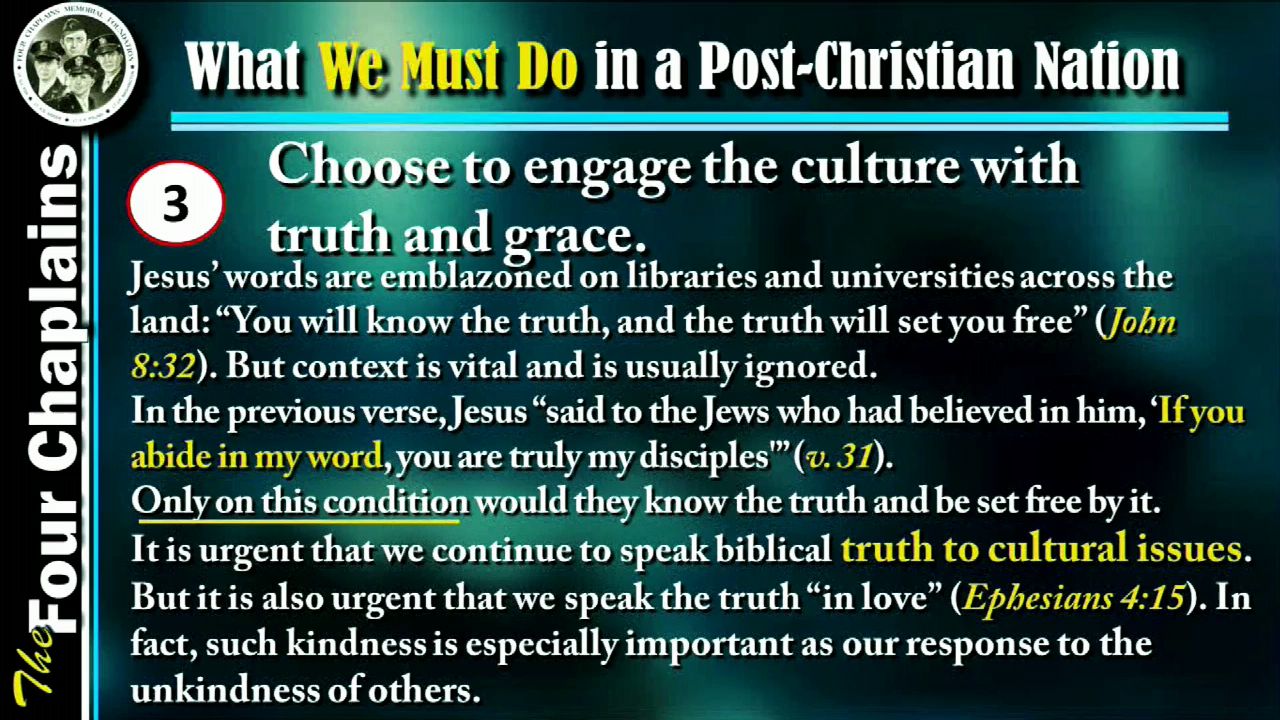 FOUR CHAPLAINS MEMORIAL FOUNDATION
What We Must Do in a Post-Christian Nation
3
Choose to engage the culture with
truth and grace.
Jesus’ words are emblazoned on libraries and universities across the
land: “You will know the truth, and the truth will set you free” (John
8:32). But context is vital and is usually ignored.
In the previous verse, Jesus “said to the Jews who had believed in him, ‘If you
abide in my word, you are truly my disciples'” (v. 31).
Only on this condition would they know the truth and be set free by it.
It is urgent that we continue to speak biblical truth to cultural issues.
But it is also urgent that we speak the truth “in love” (Ephesians 4:15). In
fact, such kindness is especially important as our response to the
unkindness of others.
The Four Chaplains